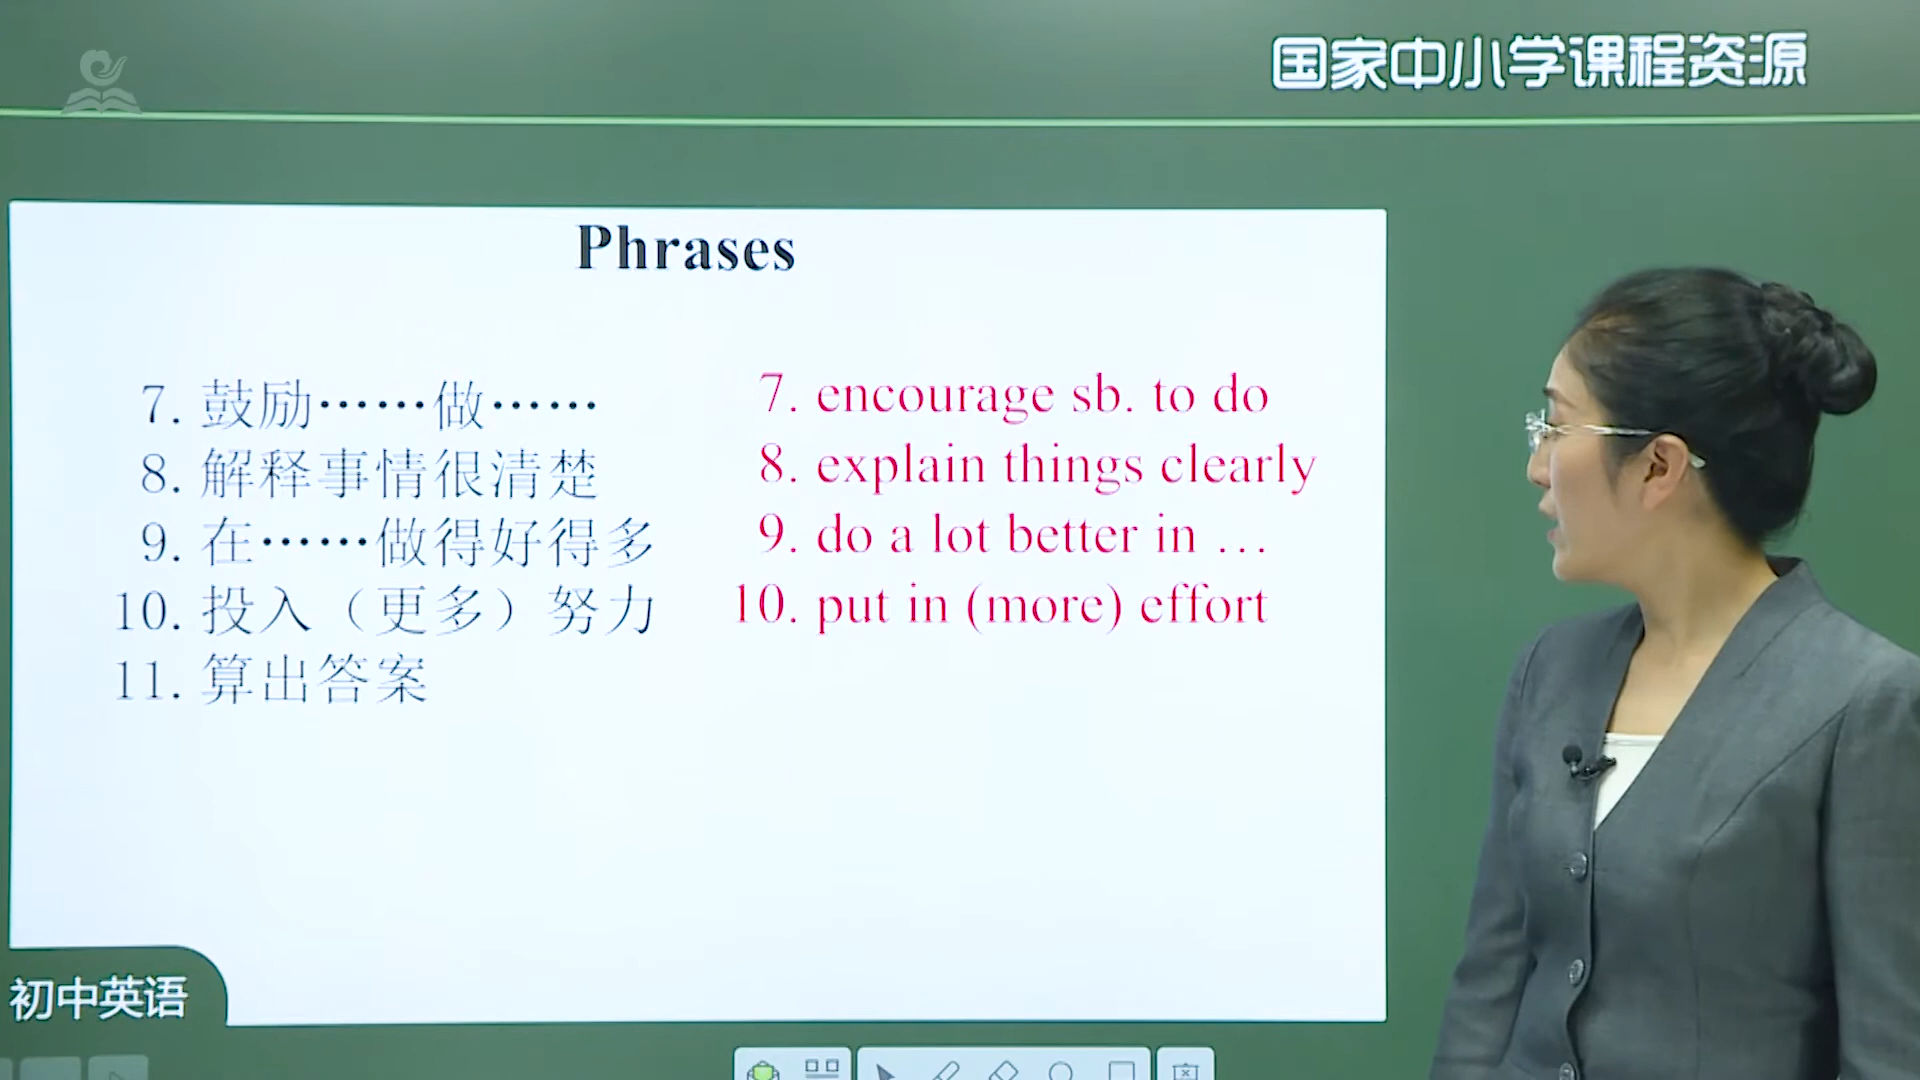 国家中小学课程资源
Phrases
7. 鼓励……做……
8. 解释事情很清楚
9. 在……做得好得多
10. 投入（更多）努力
11. 算出答案
7. encourage sb. to do
8. explain things clearly
9. do a lot better in …
10. put in (more) effort
初中英语